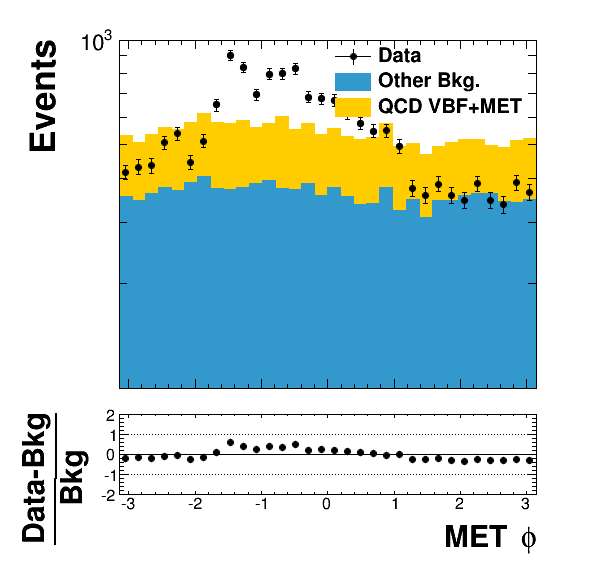 10³
Events
Data
Other Bkg.
QCD VBF+MET
Data-Bkg
Bkg
2
1
0
-1
-2
-3 -2 -1 0 1 2 3
MET ϕ